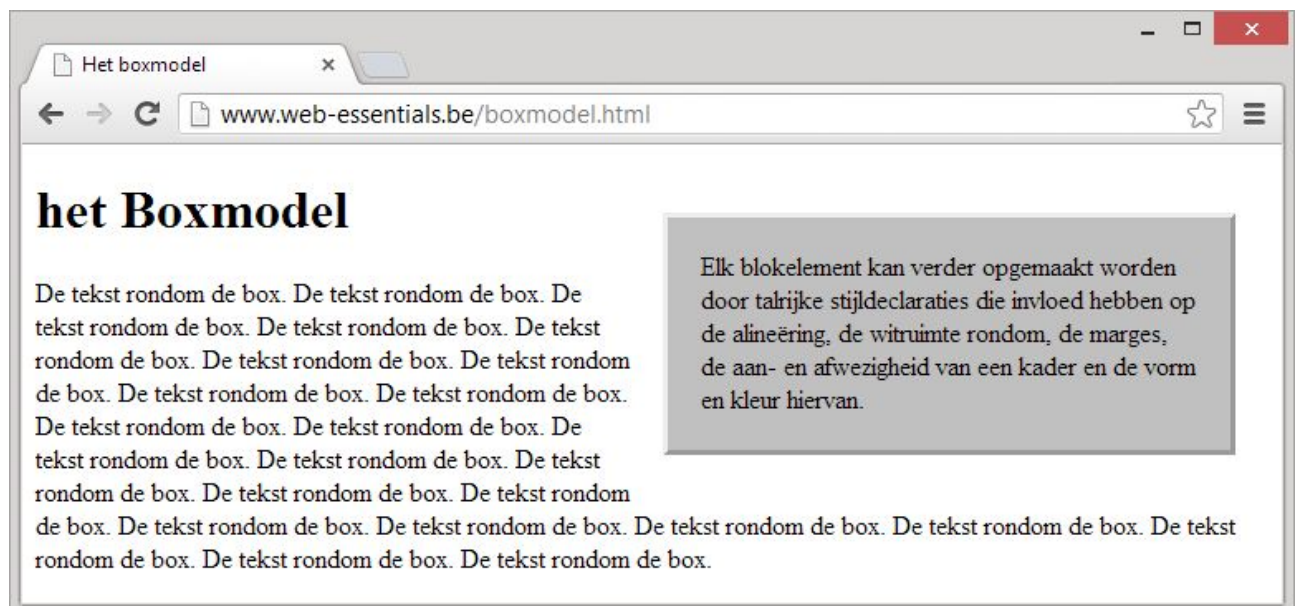 Het boxmodel
www.web-essentials.be/boxmodel.html
het Boxmodel
De tekst rondom de box. De tekst rondom de box. De
tekst rondom de box. De tekst rondom de box. De tekst
rondom de box. De tekst rondom de box. De tekst rondom
de box. De tekst rondom de box. De tekst rondom de box.
De tekst rondom de box. De tekst rondom de box. De
tekst rondom de box. De tekst rondom de box. De tekst
rondom de box. De tekst rondom de box. De tekst rondom
de box. De tekst rondom de box. De tekst rondom de box. De tekst rondom de box. De tekst rondom de box. De tekst
rondom de box. De tekst rondom de box. De tekst rondom de box.
Elk blokelement kan verder opgemaakt worden
door talrijke stijldeclaraties die invloed hebben op
de alineëring, de witruimte rondom, de marges,
de aan- en afwezigheid van een kader en de vorm
en kleur hiervan.